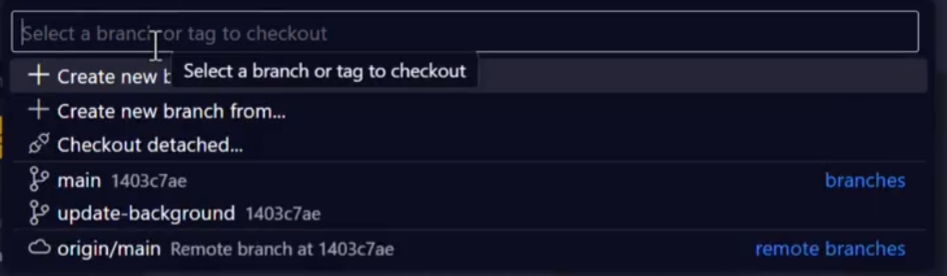 Select a branch or tag to checkout
Create new b
Select a branch or tag to checkout
Create new branch from...
Checkout detached...
main 1403c7ae branches
update-background 1403c7ae
origin/main Remote branch at 1403c7ae remote branches